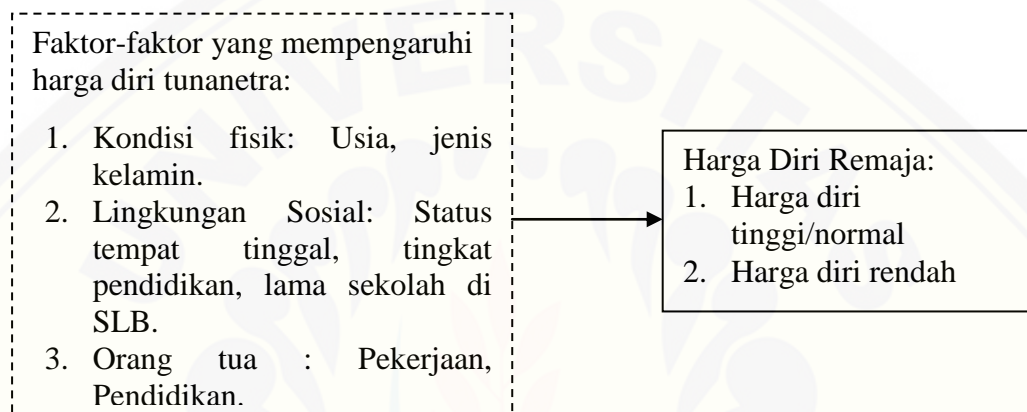 Faktor-faktor yang mempengaruhi
harga diri tunanetra:
1. Kondisi fisik: Usia, jenis
kelamin.
2. Lingkungan Sosial: Status
tempat tinggal, tingkat
pendidikan, lama sekolah di
SLB.
3. Orang tua : Pekerjaan,
Pendidikan.
Harga Diri Remaja:
1. Harga diri
tinggi/normal
2. Harga diri rendah
UNIVERSITAS